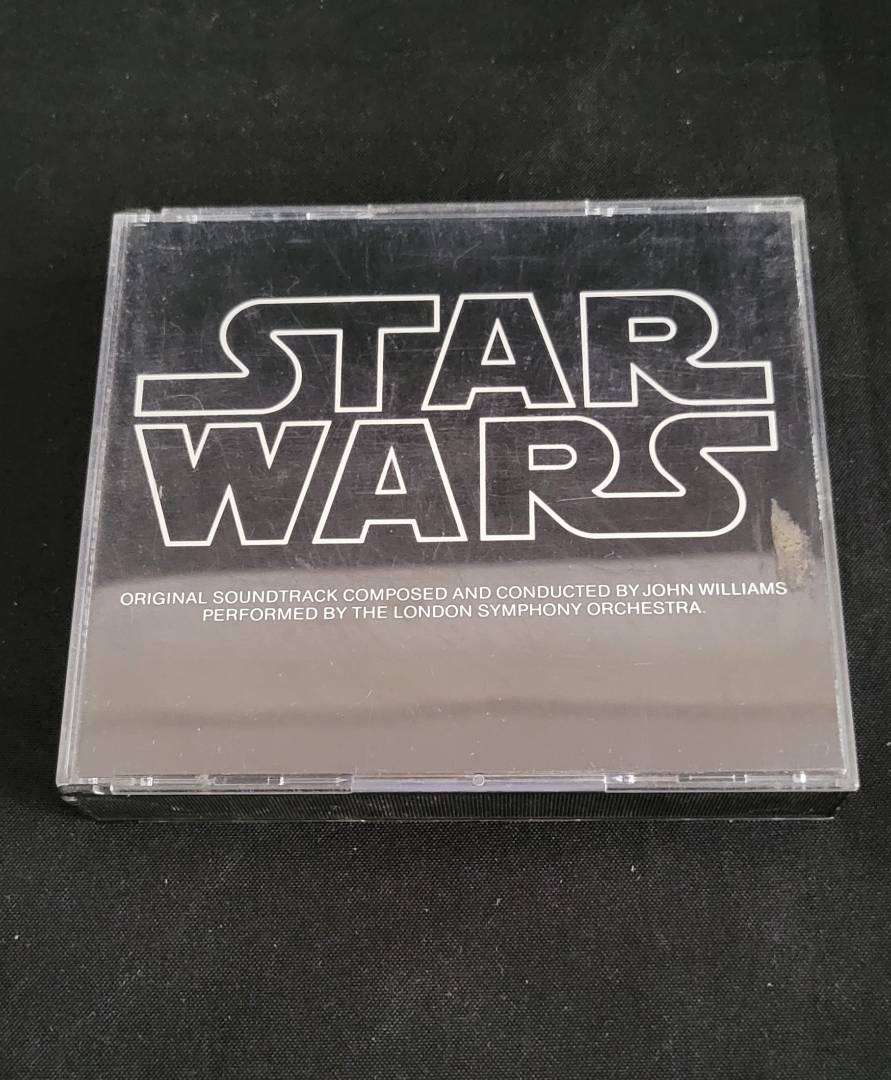 STAR
WARS
ORIGINAL SOUNDTRACK COMPOSED AND CONDUCTED BY JOHN WILLIAMS
PERFORMED BY THE LONDON SYMPHONY ORCHESTRA.